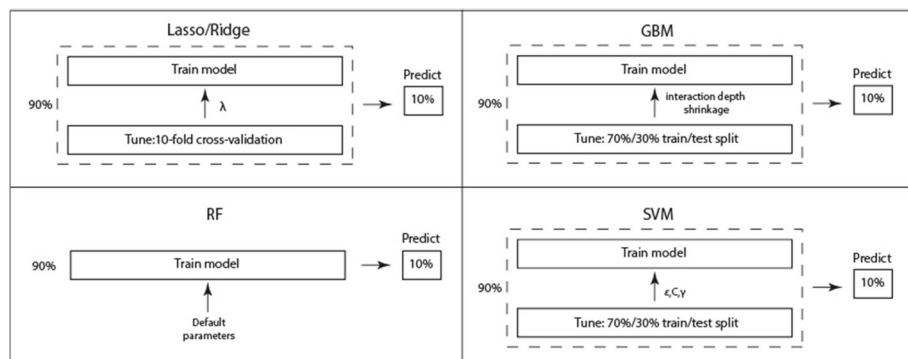 Lasso/Ridge
Train model
90%
λ
Tune:10-fold cross-validation
Predict
10%
GBM
Train model
90%
interaction depth
shrinkage
Tune: 70%/30% train/test split
Predict
10%
RF
90%
Train model
Default
parameters
Predict
10%
SVM
Train model
90%
ε,C,γ
Tune: 70%/30% train/test split
Predict
10%